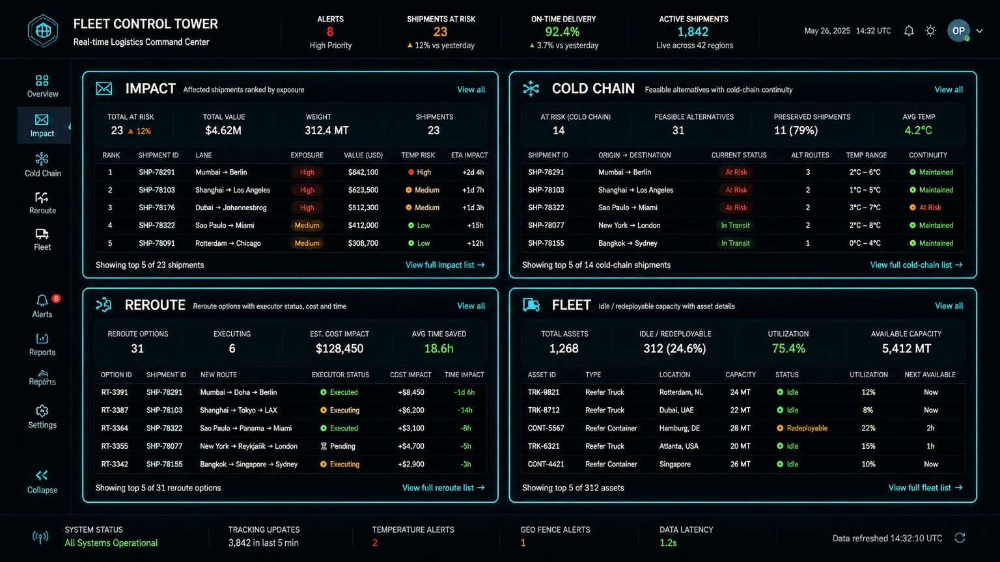 FLEET CONTROL TOWER
Real-time Logistics Command Center
ALERTS
8
High Priority
SHIPMENTS AT RISK
23
▲ 12% vs yesterday
ON-TIME DELIVERY
92.4%
▲ 3.7% vs yesterday
ACTIVE SHIPMENTS
1,842
Live across 42 regions
May 26, 2025 14:32 UTC
OP
Overview
Impact
Cold Chain
Reroute
Fleet
Alerts
Reports
Reports
Settings
Collapse
IMPACT Affected shipments ranked by exposure View all
TOTAL AT RISK TOTAL VALUE WEIGHT SHIPMENTS
23 ▲ 12% $4.62M 312.4 MT 23
RANK SHIPMENT ID LANE EXPOSURE VALUE (USD) TEMP RISK ETA IMPACT
1 SHP-78291 Mumbai → Berlin High $842,100 High +2d 4h
2 SHP-78103 Shanghai → Los Angeles High $623,500 Medium +1d 7h
3 SHP-78176 Dubai → Johannesbrog High $512,300 Medium +1d 3h
4 SHP-78322 Sao Paulo → Miami Medium $412,000 Low +15h
5 SHP-78091 Rotterdam → Chicago Medium $308,700 Low +12h
Showing top 5 of 23 shipments View full impact list →
COLD CHAIN Feasible alternatives with cold-chain continuity View all
AT RISK (COLD CHAIN) FEASIBLE ALTERNATIVES PRESERVED SHIPMENTS AVG TEMP
14 31 11 (79%) 4.2°C
SHIPMENT ID ORIGIN → DESTINATION CURRENT STATUS ALT ROUTES TEMP RANGE CONTINUITY
SHP-78291 Mumbai → Berlin At Risk 3 2°C – 6°C Maintained
SHP-78103 Shanghai → Los Angeles At Risk 2 1°C – 5°C Maintained
SHP-78322 Sao Paulo → Miami At Risk 2 3°C – 7°C At Risk
SHP-78077 New York → London In Transit 2 2°C – 8°C Maintained
SHP-78155 Bangkok → Sydney In Transit 1 0°C – 4°C Maintained
Showing top 5 of 14 cold-chain shipments View full cold-chain list →
REROUTE Reroute options with executor status, cost and time View all
REROUTE OPTIONS EXECUTING EST. COST IMPACT AVG TIME SAVED
31 6 $128,450 18.6h
OPTION ID SHIPMENT ID NEW ROUTE EXECUTOR STATUS COST IMPACT TIME IMPACT
RT-3391 SHP-78291 Mumbai → Doha → Berlin Executed +$8,450 -1d 6h
RT-3387 SHP-78103 Shanghai → Tokyo → LAX Executing +$6,200 -14h
RT-3364 SHP-78322 Sao Paulo → Panama → Miami Executed +$3,100 -8h
RT-3355 SHP-78077 New York → → London Pending +$4,700 -5h
RT-3342 SHP-78155 Bangkok → Singapore → Sydney Executing +$2,900 -3h
Showing top 5 of 31 reroute options View full reroute list →
FLEET Idle / redeployable capacity with asset details View all
TOTAL ASSETS IDLE / REDEPLOYABLE UTILIZATION AVAILABLE CAPACITY
1,268 312 (24.6%) 75.4% 5,412 MT
ASSET ID TYPE LOCATION CAPACITY STATUS UTILIZATION NEXT AVAILABLE
TRK-9821 Reefer Truck Rotterdam, NL 24 MT Idle 12% Now
TRK-8712 Reefer Truck Dubai, UAE 22 MT Idle 8% Now
CONT-5567 Reefer Container Hamburg, DE 28 MT Redeployable 22% 2h
TRK-6321 Reefer Truck Atlanta, USA 20 MT Idle 15% 1h
CONT-4421 Reefer Container Singapore 26 MT Idle 10% Now
Showing top 5 of 312 assets View full fleet list →
SYSTEM STATUS
All Systems Operational
TRACKING UPDATES
3,842 in last 5 min
TEMPERATURE ALERTS
2
GEO FENCE ALERTS
1
DATA LATENCY
1.2s
Data refreshed 14:32:10 UTC